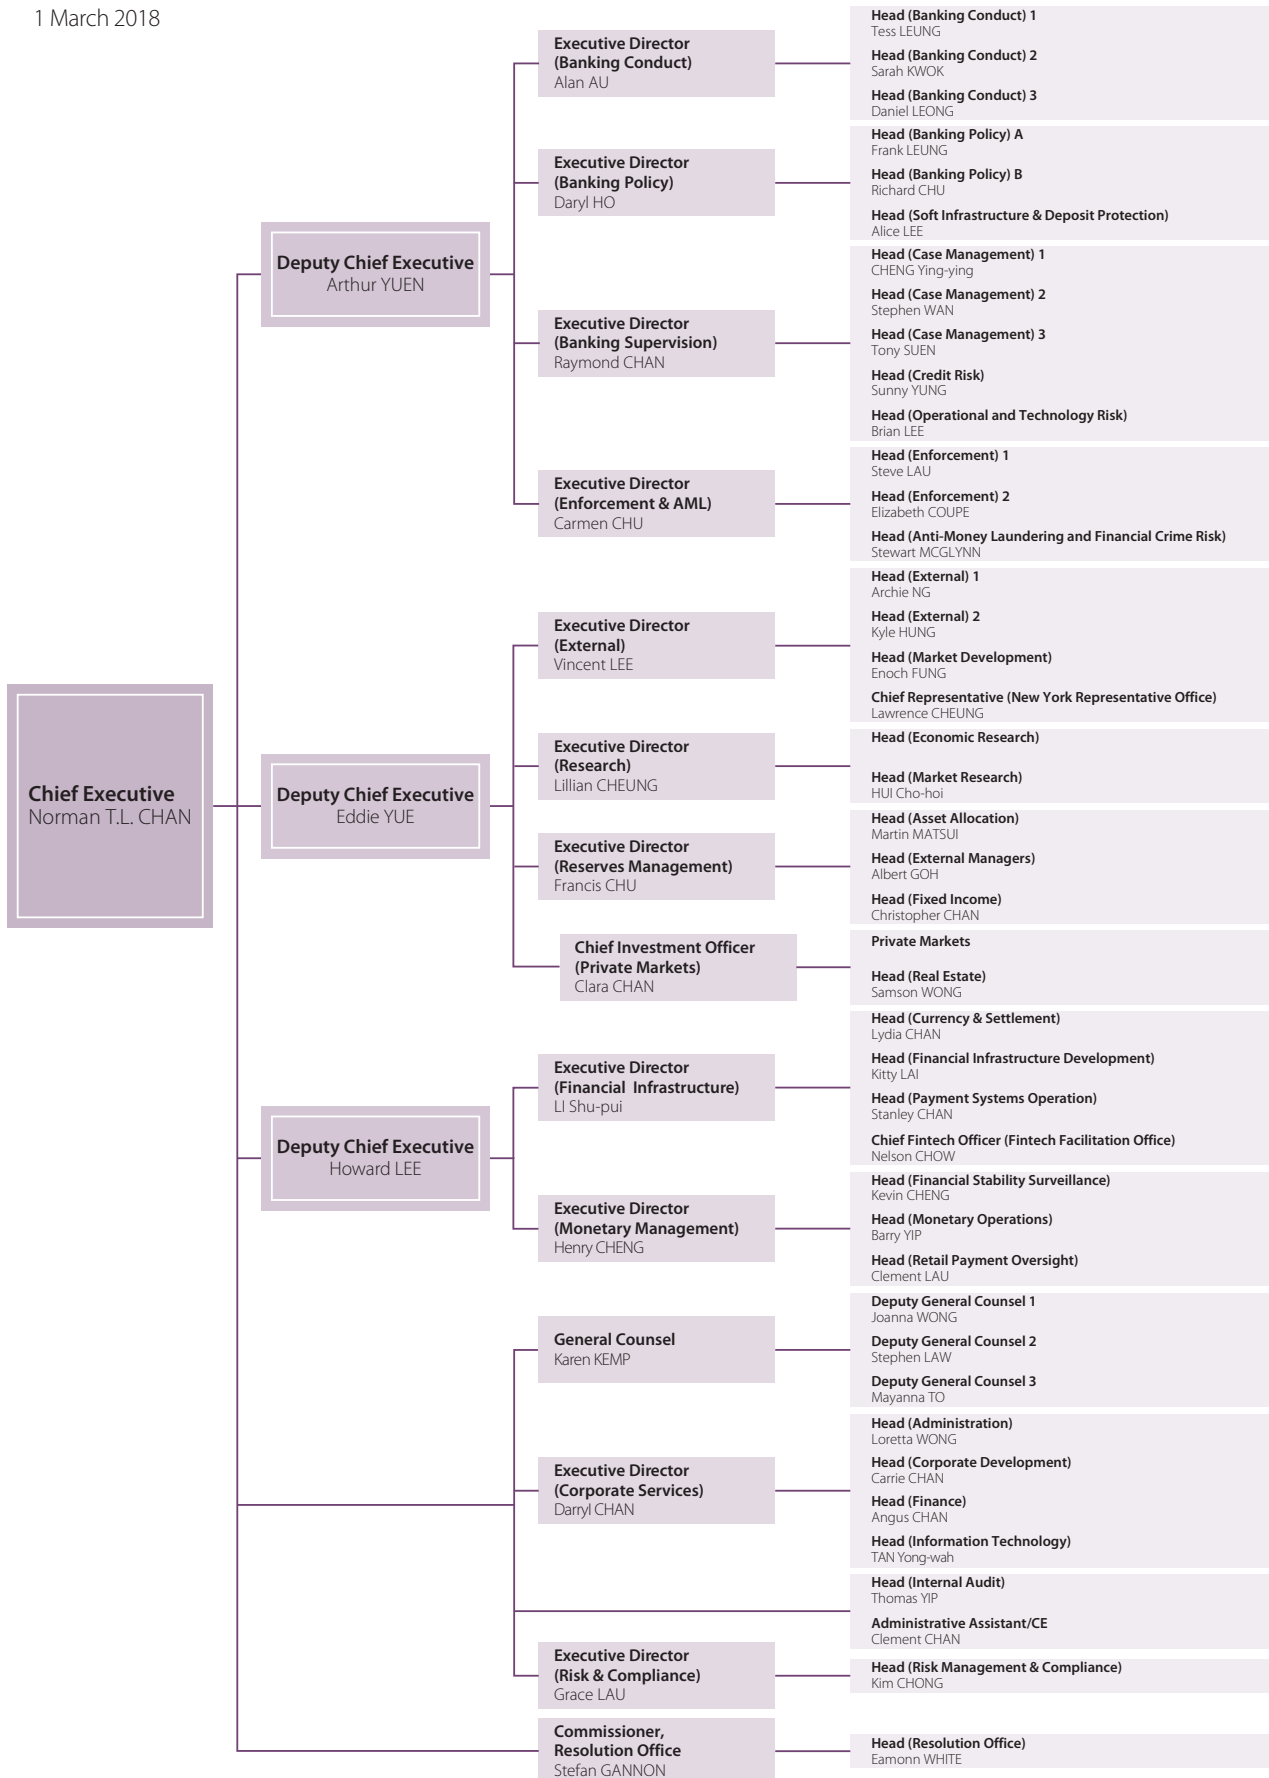 1 March 2018
Chief Executive
Norman T.L. CHAN
Deputy Chief Executive
Arthur YUEN
Executive Director
(Banking Conduct)
Alan AU
Head (Banking Conduct) 1
Tess LEUNG
Head (Banking Conduct) 2
Sarah KWOK
Head (Banking Conduct) 3
Daniel LEONG
Executive Director
(Banking Policy)
Daryl HO
Head (Banking Policy) A
Frank LEUNG
Head (Banking Policy) B
Richard CHU
Head (Soft Infrastructure & Deposit Protection)
Alice LEE
Executive Director
(Banking Supervision)
Raymond CHAN
Head (Case Management) 1
CHENG Ying-ying
Head (Case Management) 2
Stephen WAN
Head (Case Management) 3
Tony SUEN
Head (Credit Risk)
Sunny YUNG
Head (Operational and Technology Risk)
Brian LEE
Executive Director
(Enforcement & AML)
Carmen CHU
Head (Enforcement) 1
Steve LAU
Head (Enforcement) 2
Elizabeth COUPE
Head (Anti-Money Laundering and Financial Crime Risk)
Stewart MCGLYNN
Deputy Chief Executive
Eddie YUE
Executive Director
(External)
Vincent LEE
Head (External) 1
Archie NG
Head (External) 2
Kyle HUNG
Head (Market Development)
Enoch FUNG
Chief Representative (New York Representative Office)
Lawrence CHEUNG
Executive Director
(Research)
Lillian CHEUNG
Head (Economic Research)
Head (Market Research)
HUI Cho-hoi
Executive Director
(Reserves Management)
Francis CHU
Head (Asset Allocation)
Martin MATSUI
Head (External Managers)
Albert GOH
Head (Fixed Income)
Christopher CHAN
Chief Investment Officer
(Private Markets)
Clara CHAN
Private Markets
Head (Real Estate)
Samson WONG
Deputy Chief Executive
Howard LEE
Executive Director
(Financial Infrastructure)
LI Shu-pui
Head (Currency & Settlement)
Lydia CHAN
Head (Financial Infrastructure Development)
Kitty LAI
Head (Payment Systems Operation)
Stanley CHAN
Chief Fintech Officer (Fintech Facilitation Office)
Nelson CHOW
Executive Director
(Monetary Management)
Henry CHENG
Head (Financial Stability Surveillance)
Kevin CHENG
Head (Monetary Operations)
Barry YIP
Head (Retail Payment Oversight)
Clement LAU
General Counsel
Karen KEMP
Deputy General Counsel 1
Joanna WONG
Deputy General Counsel 2
Stephen LAW
Deputy General Counsel 3
Mayanna TO
Executive Director
(Corporate Services)
Darryl CHAN
Head (Administration)
Loretta WONG
Head (Corporate Development)
Carrie CHAN
Head (Finance)
Angus CHAN
Head (Information Technology)
TAN Yong-wah
Head (Internal Audit)
Thomas YIP
Administrative Assistant/CE
Clement CHAN
Executive Director
(Risk & Compliance)
Grace LAU
Head (Risk Management & Compliance)
Kim CHONG
Commissioner,
Resolution Office
Stefan GANNON
Head (Resolution Office)
Eamonn WHITE